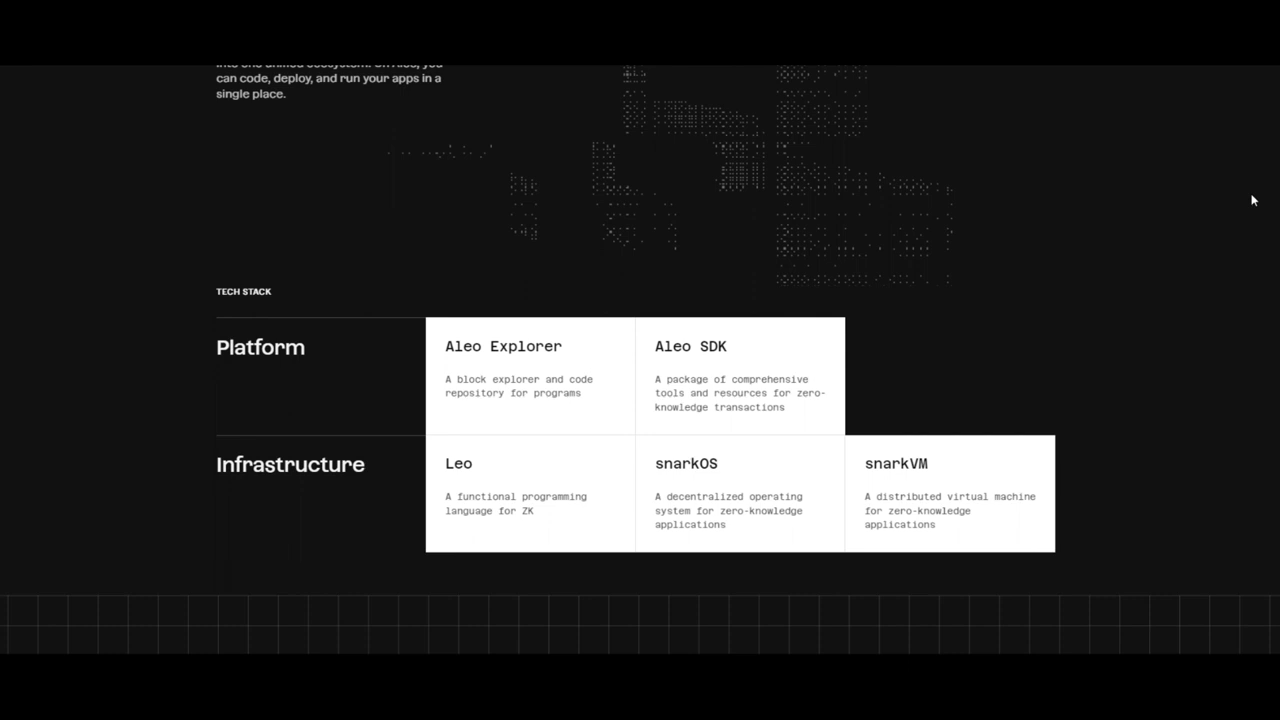 can code, deploy, and run your apps in a
single place.
TECH STACK
Platform
Aleo Explorer
A block explorer and code
repository for programs
Aleo SDK
A package of comprehensive
tools and resources for zero-
knowledge transactions
Infrastructure
Leo
A functional programming
language for ZK
snarkOS
A decentralized operating
system for zero-knowledge
applications
snarkVM
A distributed virtual machine
for zero-knowledge
applications